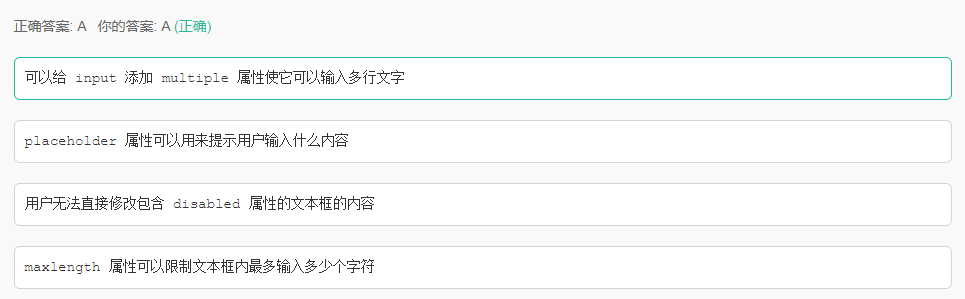 正确答案: A 你的答案: A (正确)
可以给 input 添加 multiple 属性使它可以输入多行文字
placeholder 属性可以用来提示用户输入什么内容
用户无法直接修改包含 disabled 属性的文本框的内容
maxlength 属性可以限制文本框内最多输入多少个字符